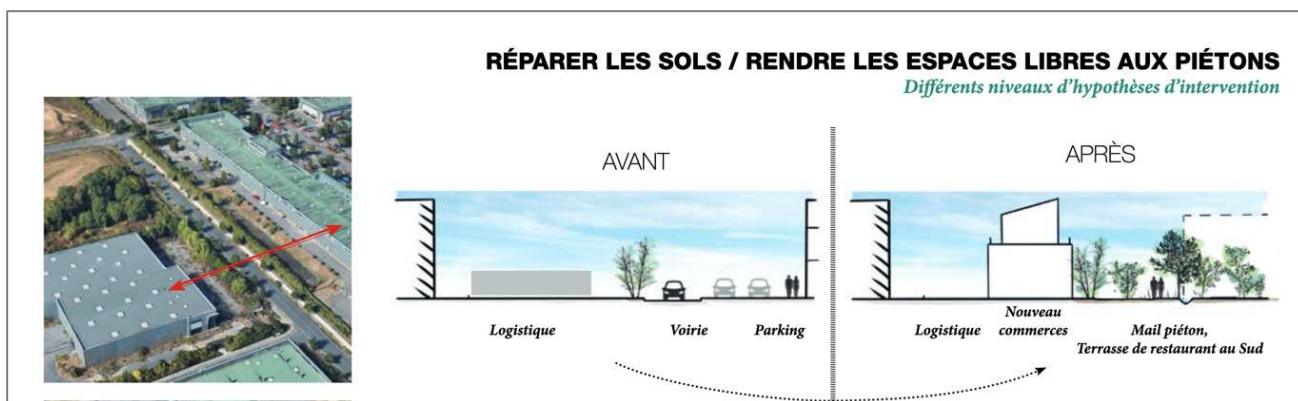 RÉPARER LES SOLS / RENDRE LES ESPACES LIBRES AUX PIÉTONS
Différents niveaux d'hypothèses d'intervention
AVANT
APRÈS
Logistique
Voirie
Parking
Logistique
Nouveau
commerces
Mail piéton,
Terrasse de restaurant au Sud